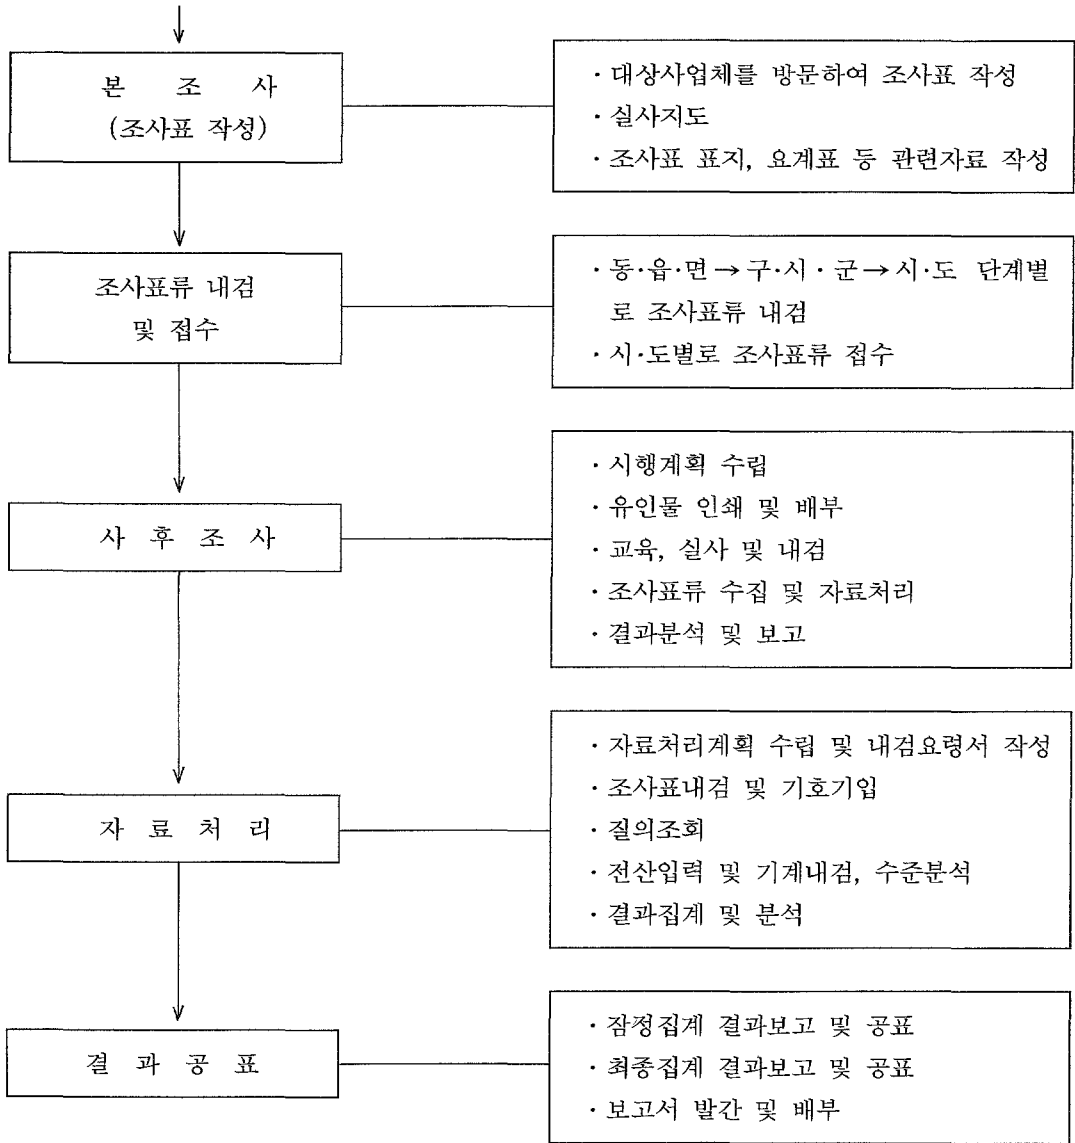 본 조 사
(조사표 작성)
· 대상사업체를 방문하여 조사표 작성
· 실사지도
· 조사표 표지, 요계표 등 관련자료 작성
조사표류 내검
및 접수
· 동·읍·면→구·시·군→시·도 단계별
로 조사표류 내검
· 시·도별로 조사표류 접수
사 후 조 사
· 시행계획 수립
· 유인물 인쇄 및 배부
· 교육, 실사 및 내검
· 조사표류 수집 및 자료처리
· 결과분석 및 보고
자 료 처 리
· 자료처리계획 수립 및 내검요령서 작성
· 조사표내검 및 기호기입
· 질의조회
· 전산입력 및 기계내검, 수준분석
· 결과집계 및 분석
결 과 공 표
· 잠정집계 결과보고 및 공표
· 최종집계 결과보고 및 공표
· 보고서 발간 및 배부